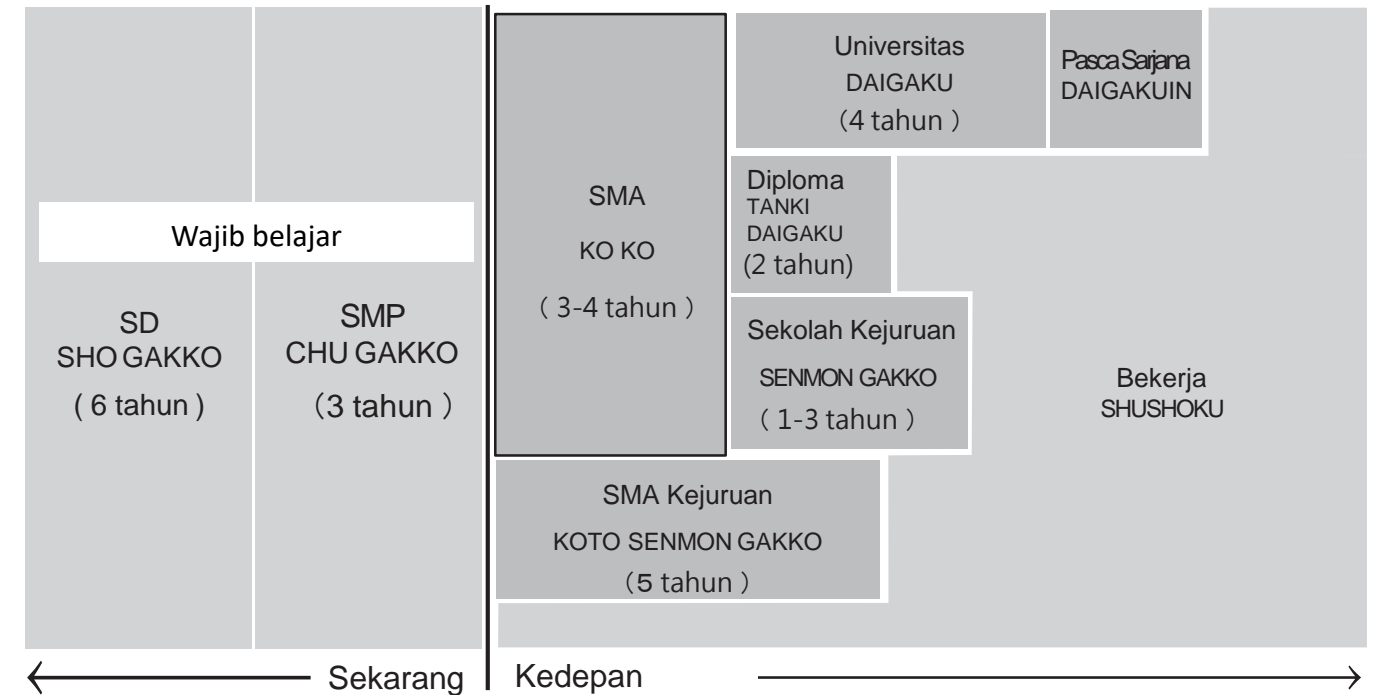 Wajib belajar
SD
SHO GAKKO
( 6 tahun )
SMP
CHU GAKKO
（3 tahun ）
SMA
KO KO
（ 3-4 tahun ）
Universitas
DAIGAKU
（4 tahun ）
Pasca Sarjana
DAIGAKUIN
Diploma
TANKI
DAIGAKU
(2 tahun)
Sekolah Kejuruan
SENMON GAKKO
（ 1-3 tahun ）
SMA Kejuruan
KOTO SENMON GAKKO
（5 tahun ）
Bekerja
SHUSHOKU
Sekarang
Kedepan